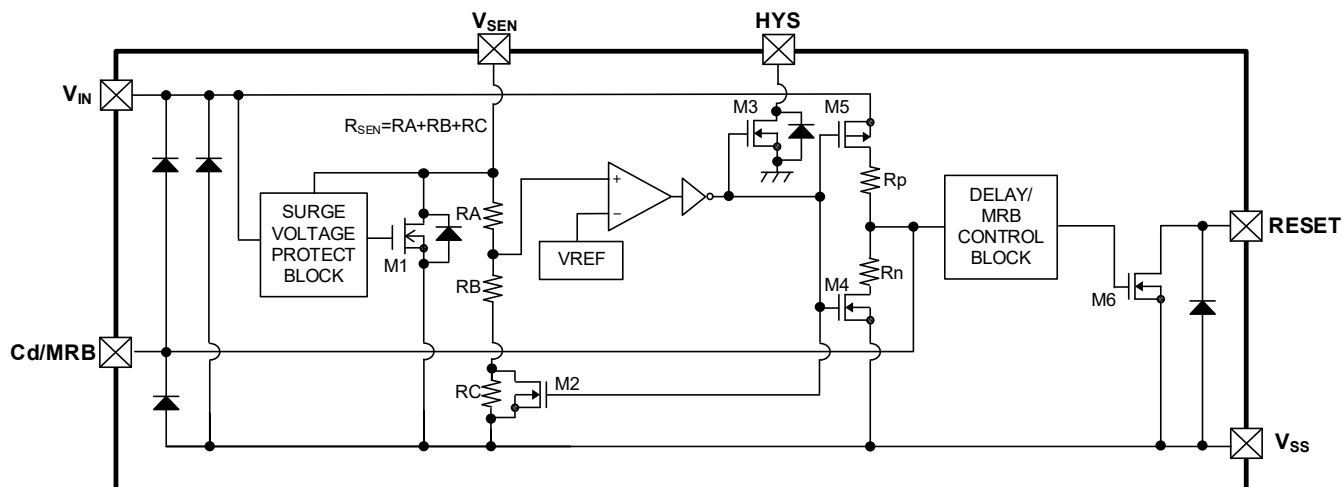 VSEN
HYS
VIN
RSEN=RA+RB+RC
M3
M5
SURGE
VOLTAGE
PROTECT
BLOCK
M1
RA
RB
+
−
VREF
Rp
Rn
M4
DELAY/
MRB
CONTROL
BLOCK
M6
RESET
Cd/MRB
RC
M2
VSS